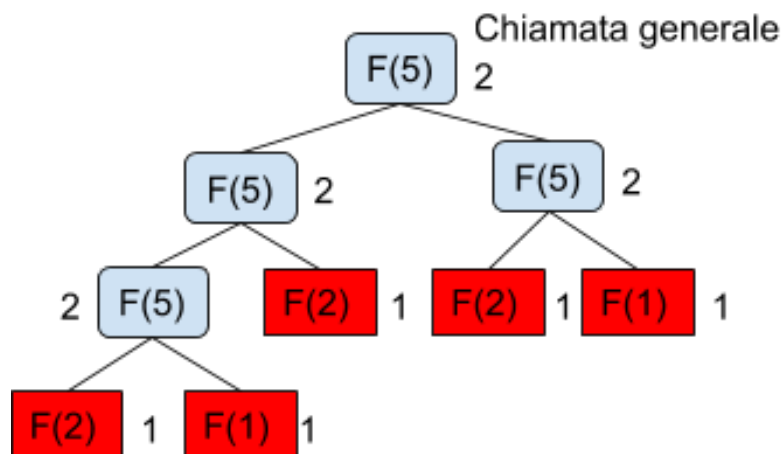 Chiamata generale
F(5) 2
F(5) 2 F(5) 2
2 F(5) F(2) 1 F(2) 1 F(1) 1
F(2) 1 F(1) 1